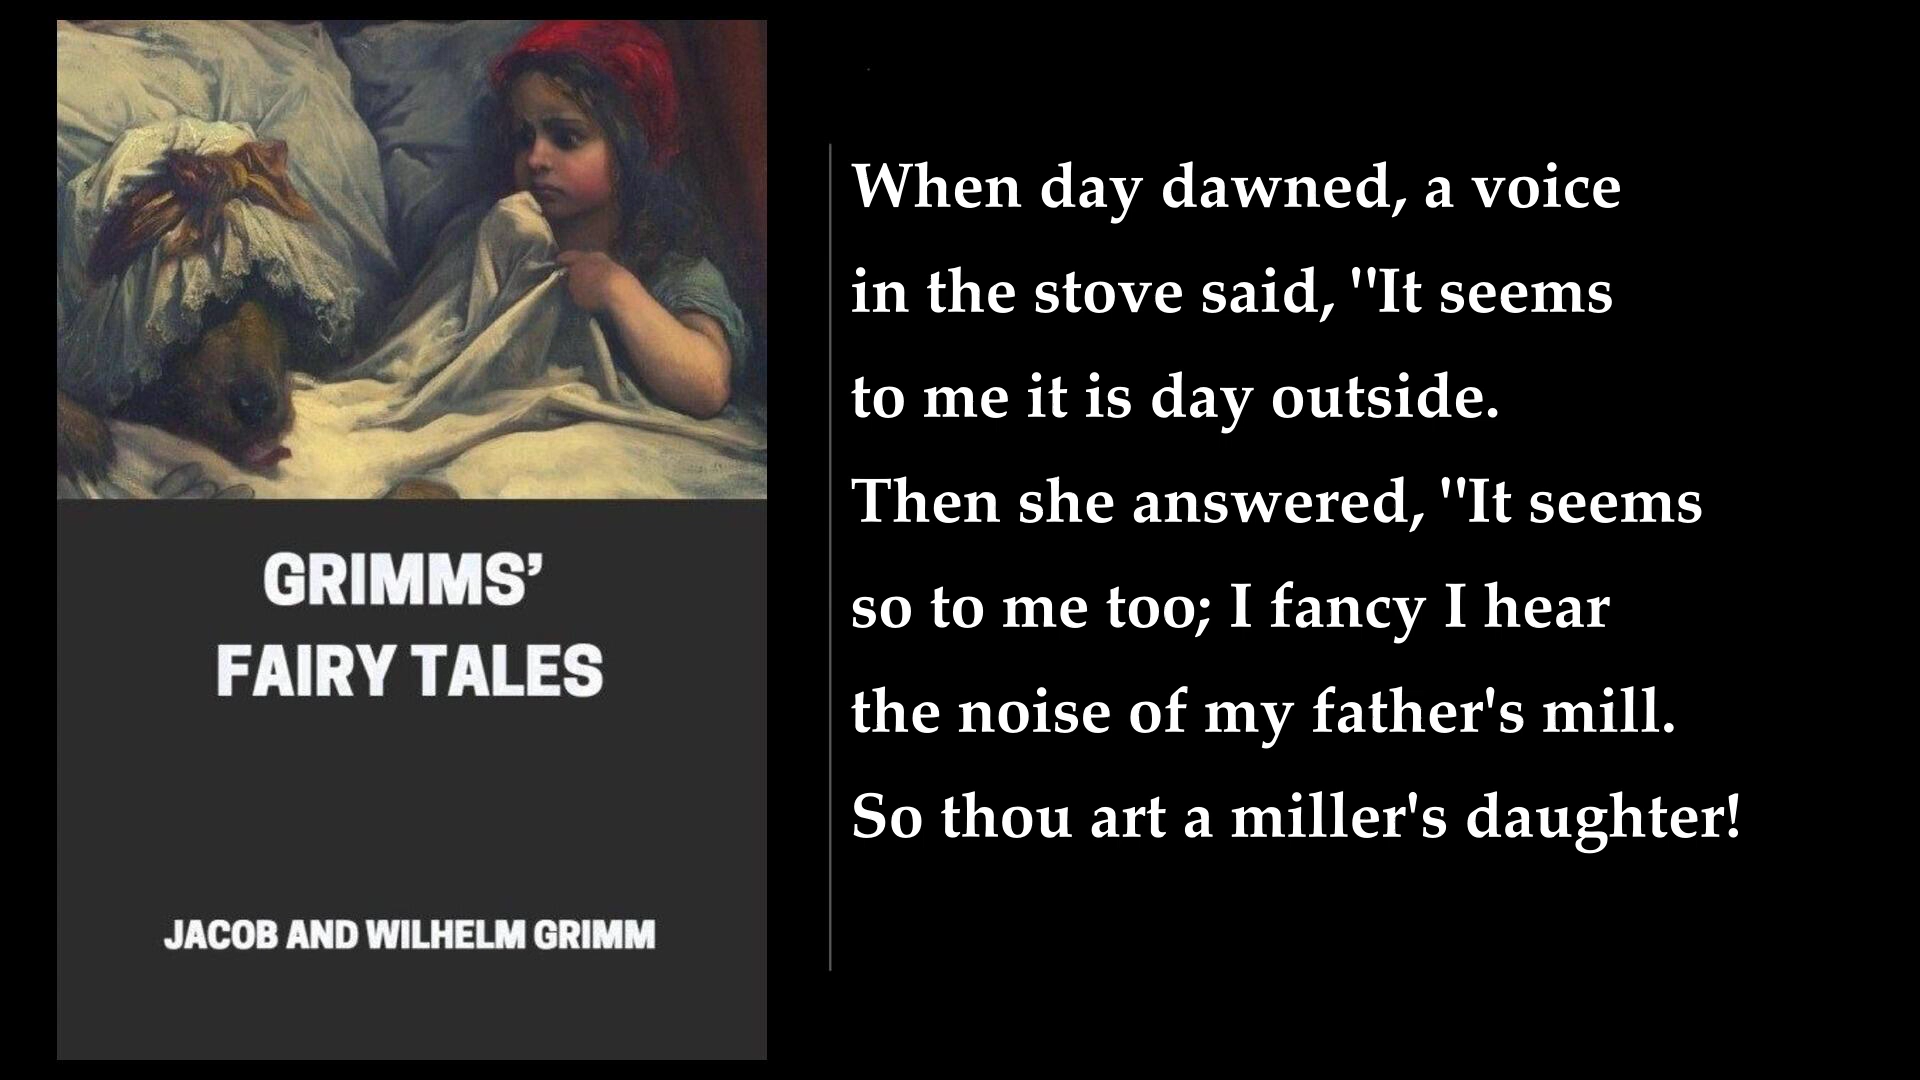 GRIMMS’
FAIRY TALES
JACOB AND WILHELM GRIMM
When day dawned, a voice
in the stove said, "It seems
to me it is day outside.
Then she answered, "It seems
so to me too; I fancy I hear
the noise of my father's mill.
So thou art a miller's daughter!